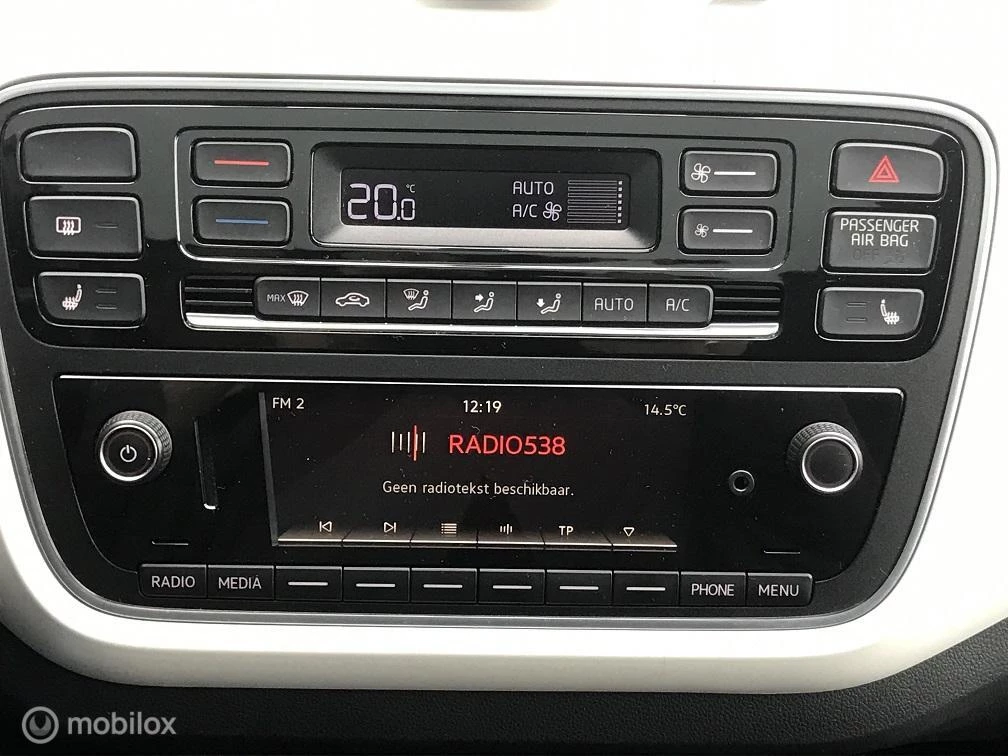 20.0 °C
AUTO
A/C
PASSENGER
AIR BAG
OFF
MAX
AUTO
A/C
FM 2
12:19
14.5°C
RADIO538
Geen radiotekst beschikbaar.
TP
RADIO
MEDIA
PHONE
MENU
mobilox